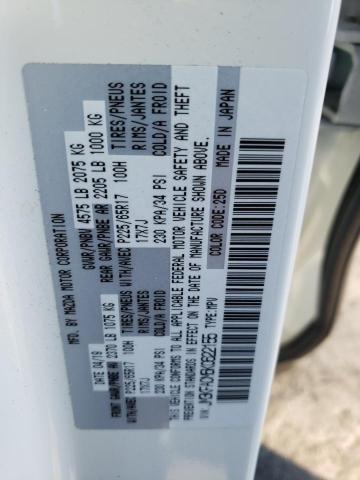 MFD. BY MAZDA MOTOR CORPORATION
DATE: 04/19 GVWR/PNBV 4575 LB 2075 KG
FRONT GAWR/PNBE AV 2370 LB 1075 KG REAR GAWR/PNBE AR 2205 LB 1000 KG
WITH/AVEC P225/65R17 100H TIRES/PNEUS WITH/AVEC P225/65R17 100H TIRES/PNEUS
17X7J RIMS/JANTES 17X7J RIMS/JANTES
230 KPA/34 PSI COLD/A FROID 230 KPA/34 PSI COLD/A FROID
THIS VEHICLE CONFORMS TO ALL APPLICABLE FEDERAL MOTOR VEHICLE SAFETY AND THEFT
PREVENTION STANDARDS IN EFFECT ON THE DATE OF MANUFACTURE SHOWN ABOVE.
VIN: TYPE: MPV COLOR CODE: 25D MADE IN JAPAN